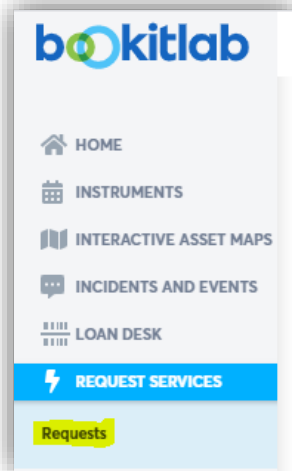 bookitlab
HOME
INSTRUMENTS
INTERACTIVE ASSET MAPS
INCIDENTS AND EVENTS
LOAN DESK
REQUEST SERVICES
Requests